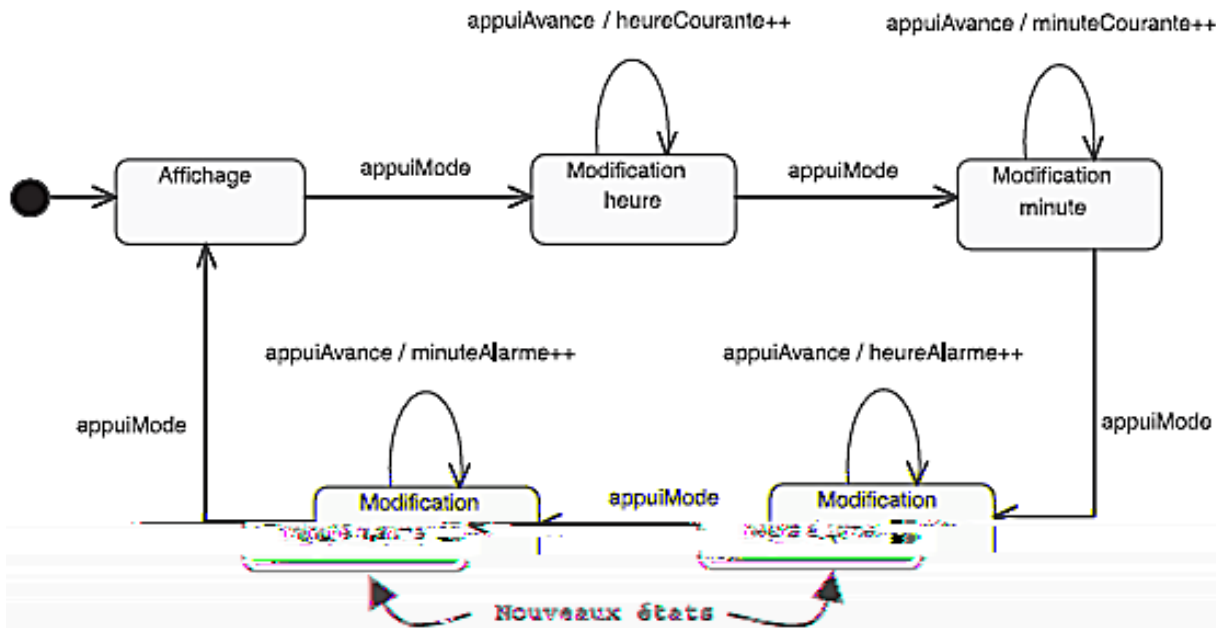 appuiAvance / heureCourante++
appuiAvance / minuteCourante++
Affichage
appuiMode
Modification
heure
appuiMode
Modification
minute
appuiAvance / minuteAlarme++
appuiAvance / heureAlarme++
appuiMode
appuiMode
Modification
appuiMode
Modification
Nouveaux états